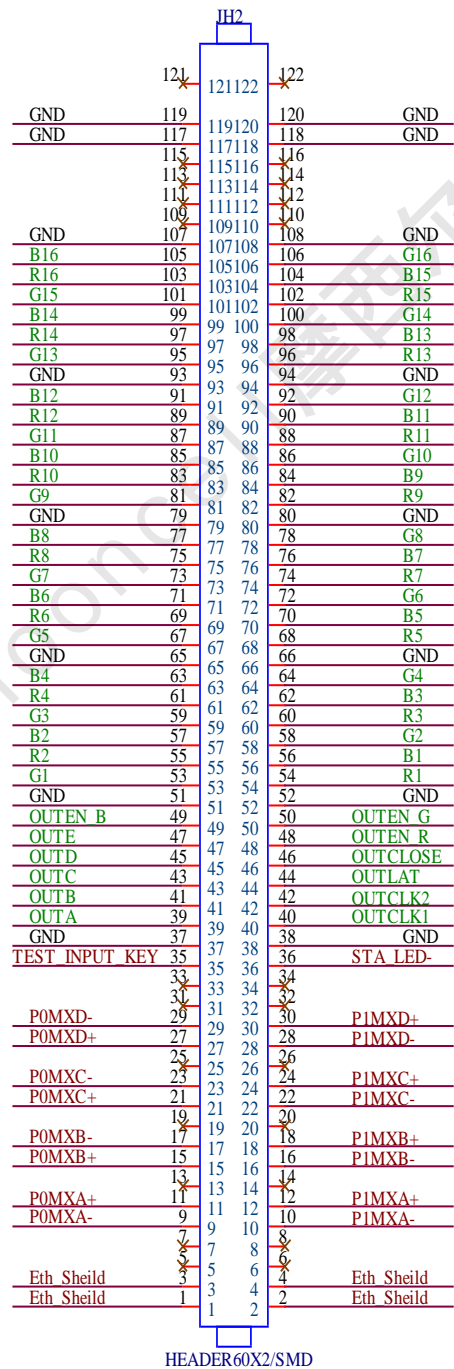 JH2
121 121122 122
GND 119 119120 120 GND
GND 117 117118 118 GND
115 115116 116
113 113114 114
111 111112 112
109 109110 110
GND 107 107108 108 GND
B16 105 105106 106 G16
R16 103 103104 104 B15
G15 101 101102 102 R15
B14 99 99 100 100 G14
R14 97 97 98 98 B13
G13 95 95 96 96 R13
GND 93 93 94 94 GND
B12 91 91 92 92 G12
R12 89 89 90 90 B11
G11 87 87 88 88 R11
B10 85 85 86 86 G10
R10 83 83 84 84 B9
G9 81 81 82 82 R9
GND 79 79 80 80 GND
B8 77 77 78 78 G8
R8 75 75 76 76 B7
G7 73 73 74 74 R7
B6 71 71 72 72 G6
R6 69 69 70 70 B5
G5 67 67 68 68 R5
GND 65 65 66 66 GND
B4 63 63 64 64 G4
R4 61 61 62 62 B3
G3 59 59 60 60 R3
B2 57 57 58 58 G2
R2 55 55 56 56 B1
G1 53 53 54 54 R1
GND 51 51 52 52 GND
OUTEN_B 49 49 50 50 OUTEN_G
OUTE 47 47 48 48 OUTEN_R
OUTD 45 45 46 46 OUTCLOSE
OUTC 43 43 44 44 OUTLAT
OUTB 41 41 42 42 OUTCLK2
OUTA 39 39 40 40 OUTCLK1
GND 37 37 38 38 GND
TEST_INPUT_KEY 35 35 36 36 STA_LED-
33 33 34 34
31 31 32 32
P0MXD- 29 29 30 30 P1MXD+
P0MXD+ 27 27 28 28 P1MXD-
25 25 26 26
P0MXC- 23 23 24 24 P1MXC+
P0MXC+ 21 21 22 22 P1MXC-
19 19 20 20
P0MXB- 17 17 18 18 P1MXB+
P0MXB+ 15 15 16 16 P1MXB-
13 13 14 14
P0MXA+ 11 11 12 12 P1MXA+
P0MXA- 9 9 10 10 P1MXA-
7 7 8 8
5 5 6 6
Eth_Sheild 3 3 4 4 Eth_Sheild
Eth_Sheild 1 1 2 2 Eth_Sheild
HEADER60X2/SMD